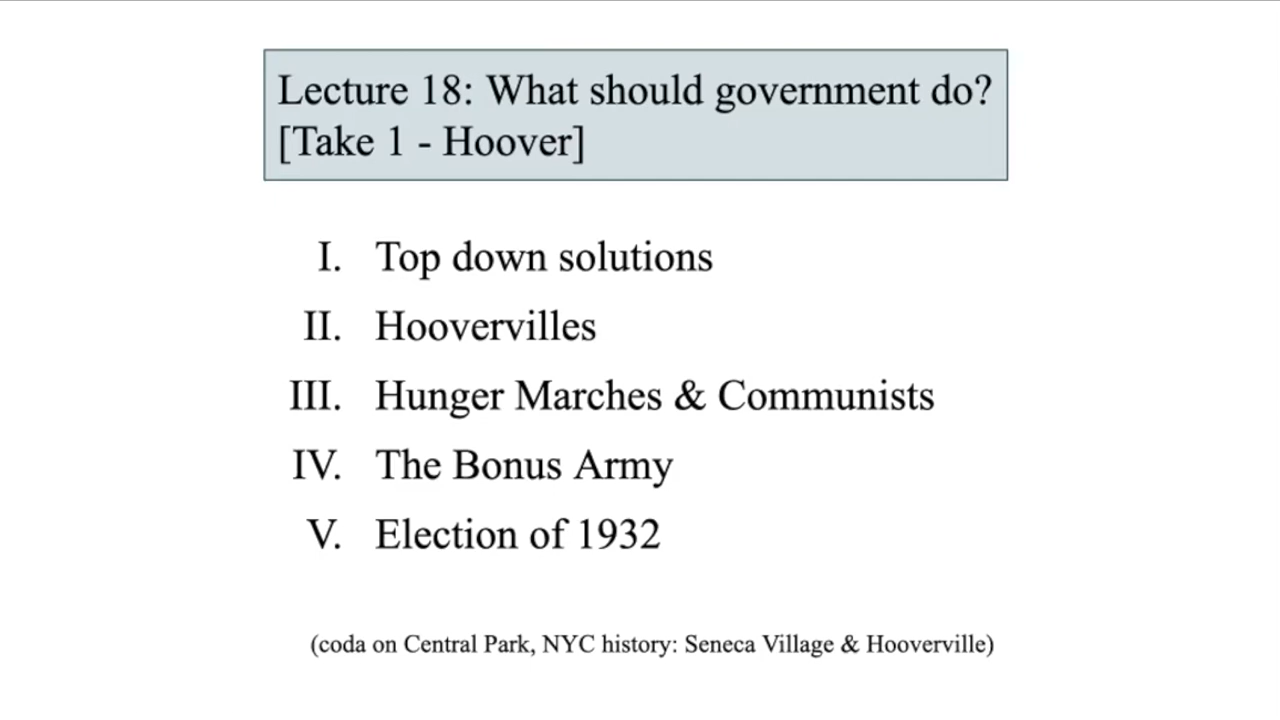 Lecture 18: What should government do?
[Take 1 - Hoover]
I. Top down solutions
II. Hoovervilles
III. Hunger Marches & Communists
IV. The Bonus Army
V. Election of 1932
(coda on Central Park, NYC history: Seneca Village & Hooverville)